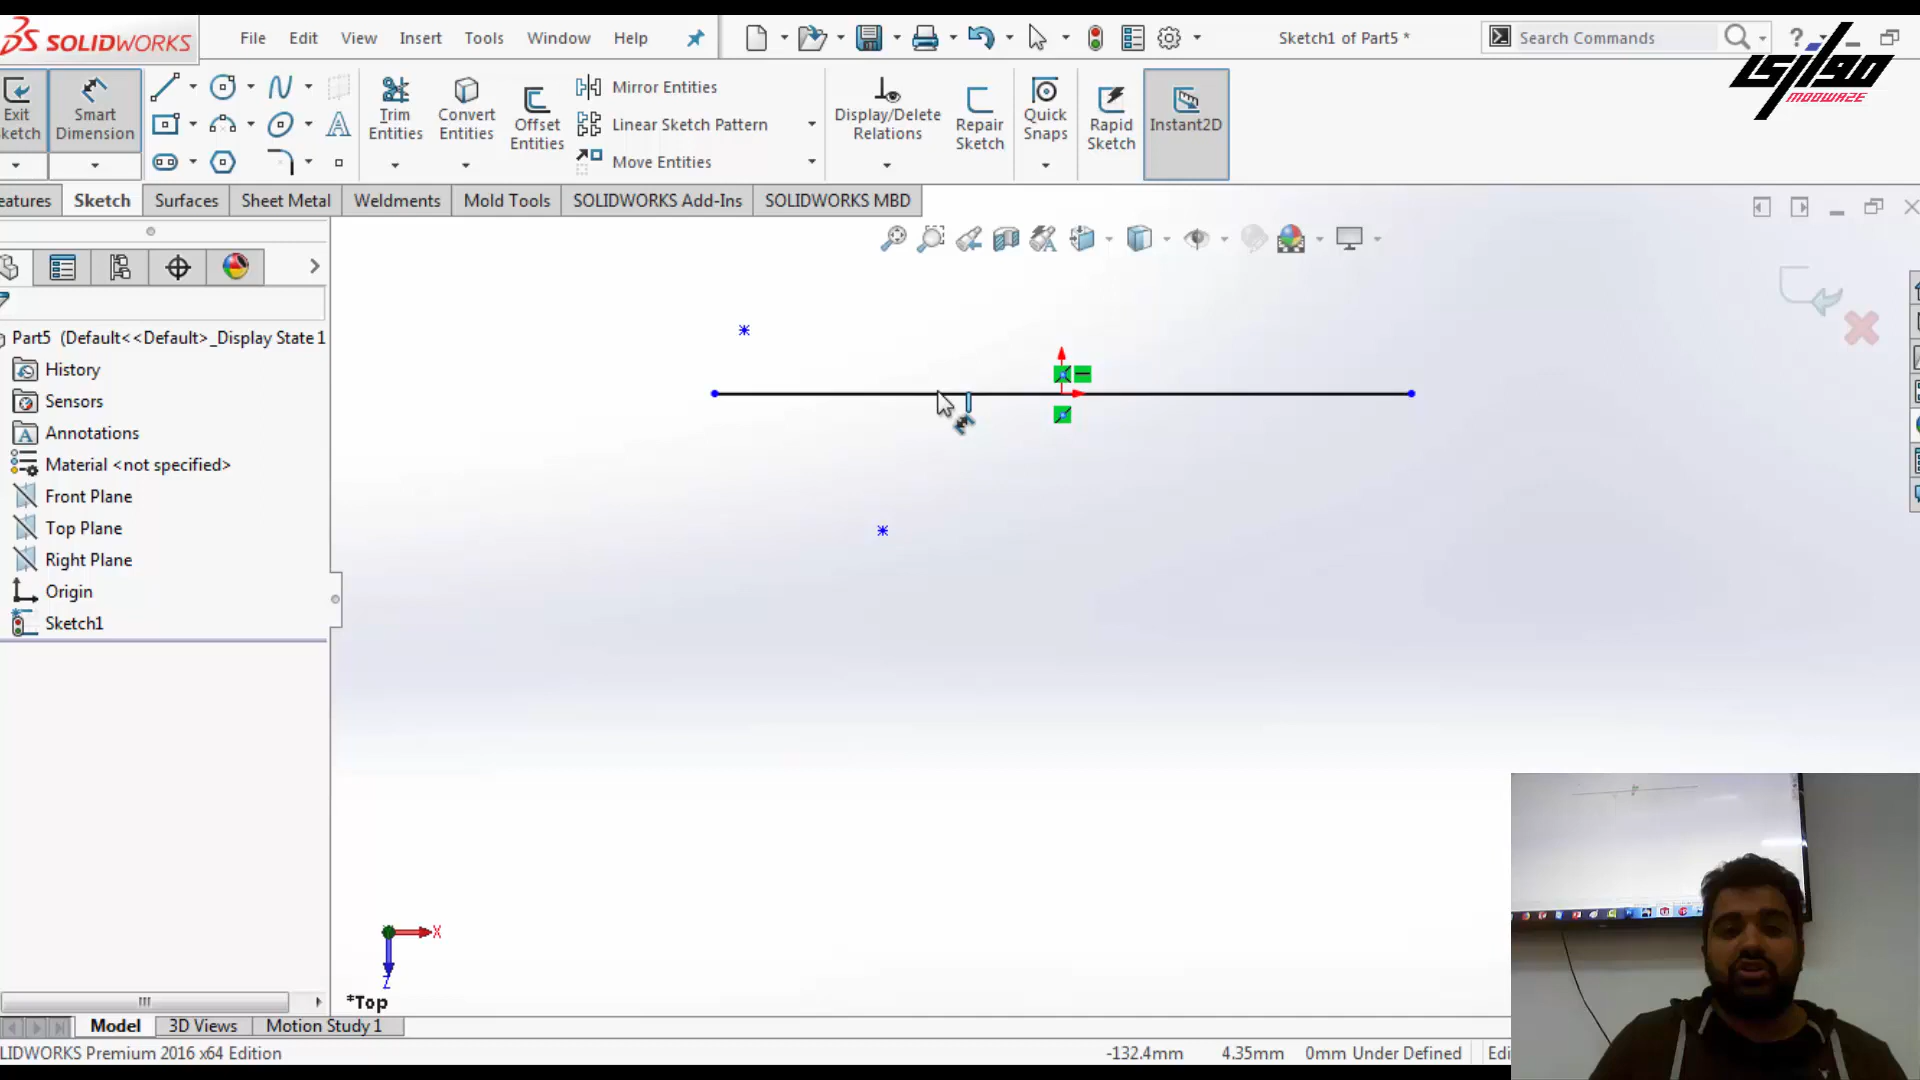 SOLIDWORKS
File Edit View Insert Tools Window Help
Sketch1 of Part5 *
Search Commands
?
موازی
MOOWAZE
Exit
ketch
Smart
Dimension
Trim
Entities
Convert
Entities
Offset
Entities
Mirror Entities
Linear Sketch Pattern
Move Entities
Display/Delete
Relations
Repair
Sketch
Quick
Snaps
Rapid
Sketch
Instant2D
eatures Sketch Surfaces Sheet Metal Weldments Mold Tools SOLIDWORKS Add-Ins SOLIDWORKS MBD
Part5 (Default<<Default>_Display State 1
History
Sensors
Annotations
Material <not specified>
Front Plane
Top Plane
Right Plane
Origin
Sketch1
X
Z
*Top
Model 3D Views Motion Study 1
LIDWORKS Premium 2016 x64 Edition
-132.4mm 4.35mm 0mm Under Defined Edi